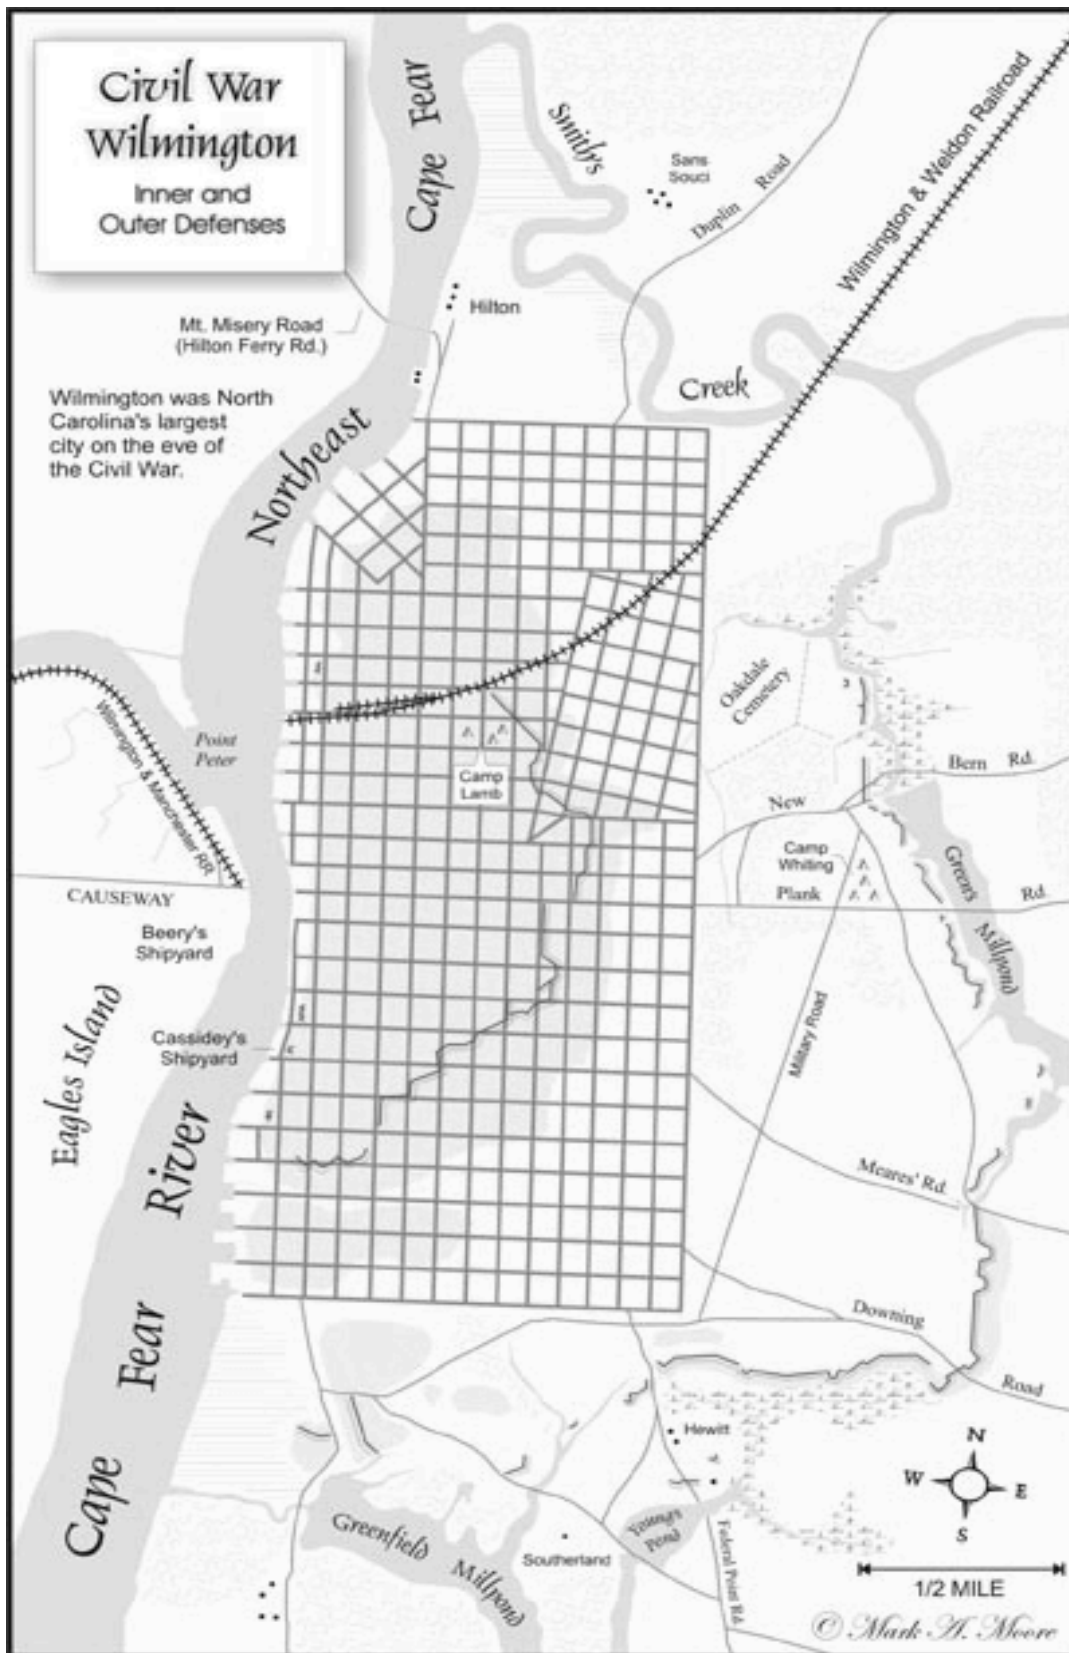 Civil War
Wilmington
Inner and
Outer Defenses
Northeast Cape Fear
Smith's
Creek
Sans
Souci
Duplin Road
Wilmington & Weldon Railroad
Hilton
Mt. Misery Road
(Hilton Ferry Rd.)
Wilmington was North
Carolina's largest
city on the eve of
the Civil War.
Oakdale
Cemetery
Wilmington & Manchester RR
Point
Peter
Camp
Lamb
New Bern Rd.
Camp
Whiting
Plank Rd.
Green's
Millpond
CAUSEWAY
Beery's
Shipyard
Eagles Island
Cassidey's
Shipyard
Military Road
Meares' Rd.
Cape Fear River
Downing Road
Hewitt
Young's
Pond
Greenfield
Millpond
Southerland
Federal Point Rd.
N
W
E
S
1/2 MILE
© Mark A. Moore